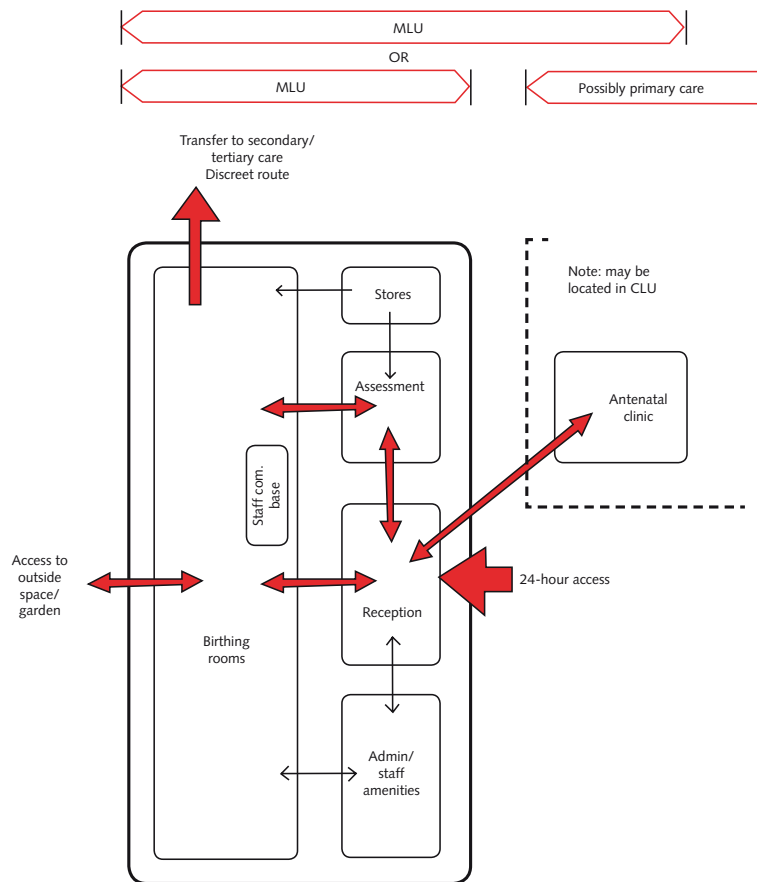 MLU
OR
MLU
Possibly primary care
Transfer to secondary/
tertiary care
Discreet route
Stores
Note: may be
located in CLU
Assessment
Antenatal
clinic
Staff com.
base
Access to
outside
space/
garden
24-hour access
Reception
Birthing
rooms
Admin/
staff
amenities